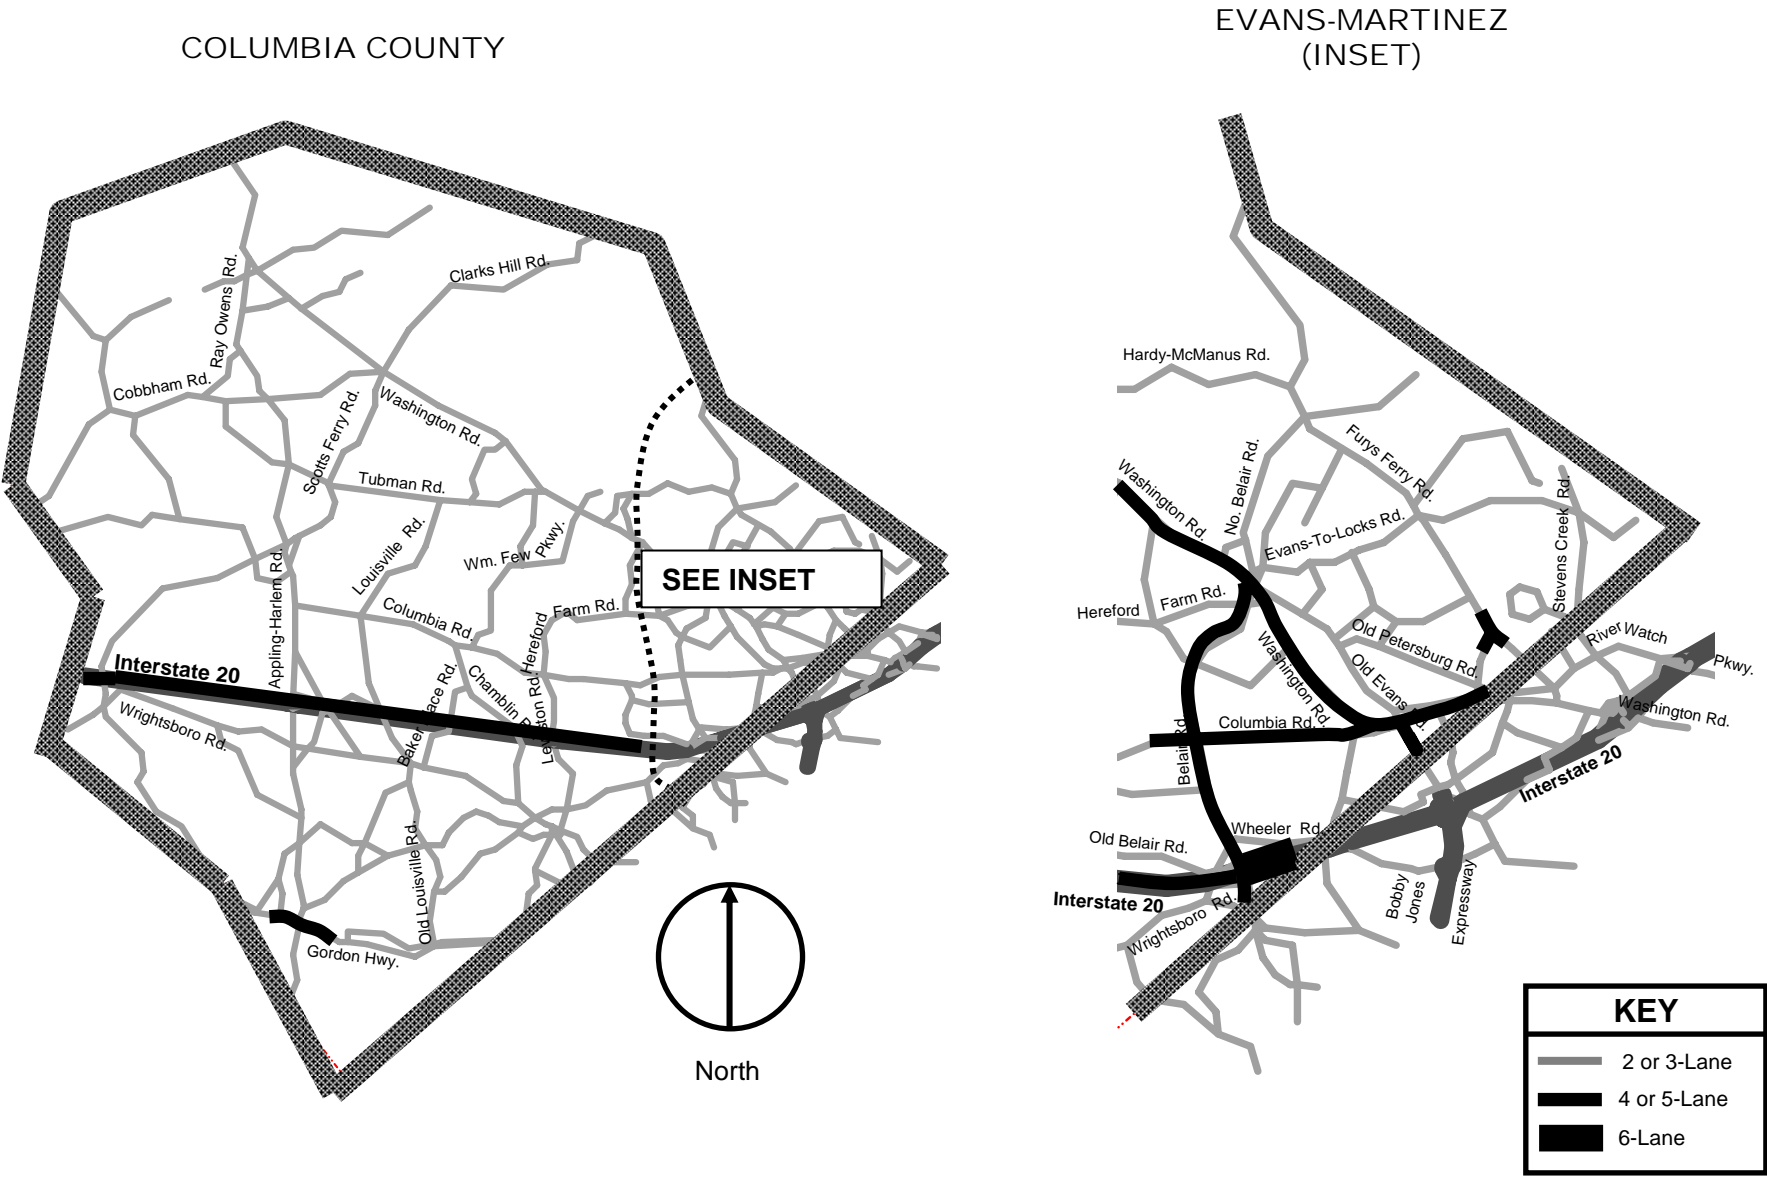 COLUMBIA COUNTY
EVANS-MARTINEZ
(INSET)
Clarks Hill Rd.
Ray Owens Rd.
Cobbham Rd.
Washington Rd.
Scotts Ferry Rd.
Tubman Rd.
Louisville Rd.
Wm. Few Pkwy.
SEE INSET
Appling-Harlem Rd.
Columbia Rd.
Hereford Farm Rd.
Interstate 20
Chamblin
Wrightsboro Rd.
Old Louisville Rd.
Gordon Hwy.
North
Hardy-McManus Rd.
Furys Ferry Rd.
No. Belair Rd.
Washington Rd.
Stevens Creek Rd.
Evans-To-Locks Rd.
Hereford Farm Rd.
Old Petersburg Rd.
River Watch Pkwy.
Washington Rd.
Old Evans Rd.
Columbia Rd.
Washington Rd.
Belair Rd.
Interstate 20
Wheeler Rd.
Old Belair Rd.
Interstate 20
Bobby
Jones
Expressway
Wrightsboro Rd.
KEY
2 or 3-Lane
4 or 5-Lane
6-Lane